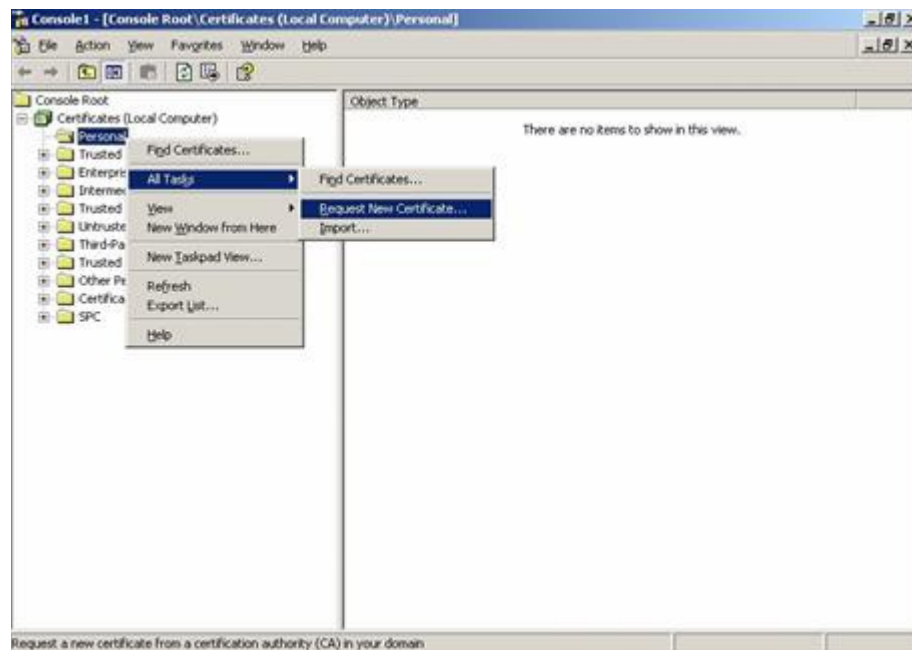 Console1 - [Console Root\Certificates (Local Computer)\Personal]
File Action View Favorites Window Help
Console Root
Object Type
Certificates (Local Computer)
There are no items to show in this view.
Personal
Trusted
Enterpris
Intermed
Trusted
Untruste
Third-Pa
Trusted
Other Pe
Certifica
SPC
Find Certificates...
All Tasks
View
New Window from Here
New Taskpad View...
Refresh
Export List...
Help
Find Certificates...
Request New Certificate...
Import...
Request a new certificate from a certification authority (CA) in your domain